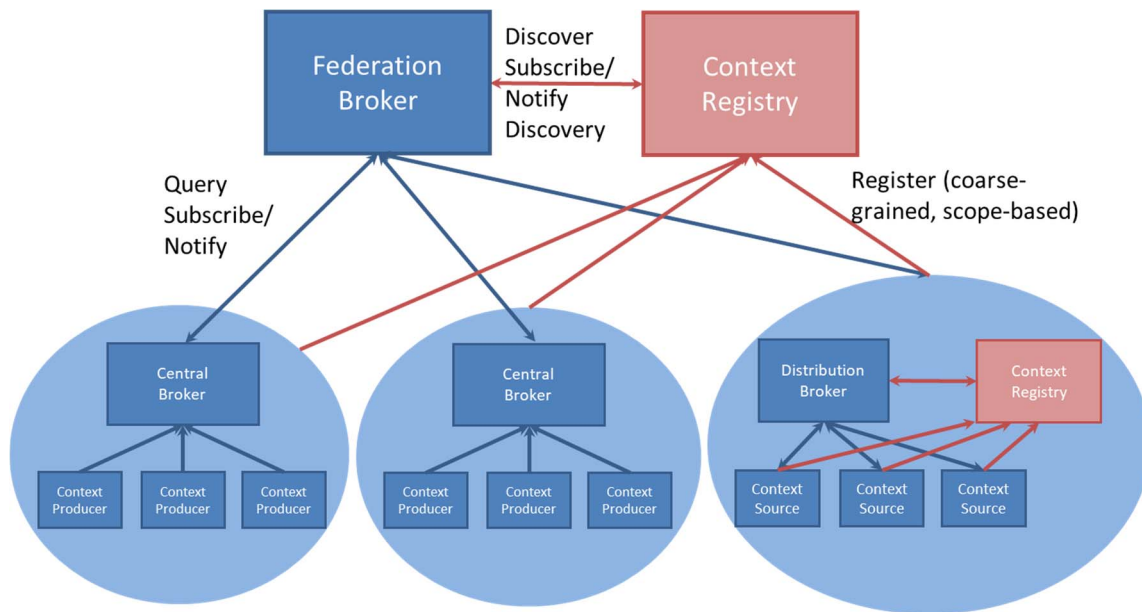 Federation
Broker
Discover
Subscribe/
Notify
Discovery
Context
Registry
Query
Subscribe/
Notify
Register (coarse-
grained, scope-based)
Central
Broker
Context
Producer
Context
Producer
Context
Producer
Central
Broker
Context
Producer
Context
Producer
Context
Producer
Distribution
Broker
Context
Registry
Context
Source
Context
Source
Context
Source